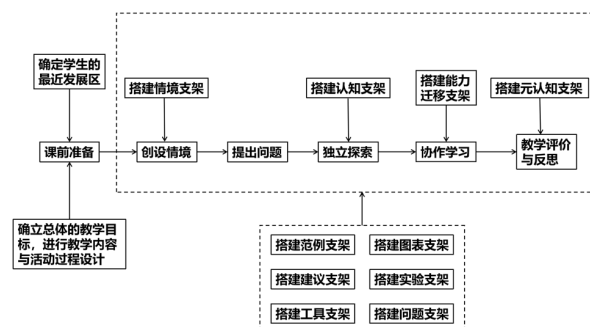 确定学生的
最近发展区
搭建情境支架
搭建认知支架
搭建能力
迁移支架
搭建元认知支架
课前准备
创设情境
提出问题
独立探索
协作学习
教学评价
与反思
确立总体的教学目
标，进行教学内容
与活动过程设计
搭建范例支架
搭建图表支架
搭建建议支架
搭建实验支架
搭建工具支架
搭建问题支架